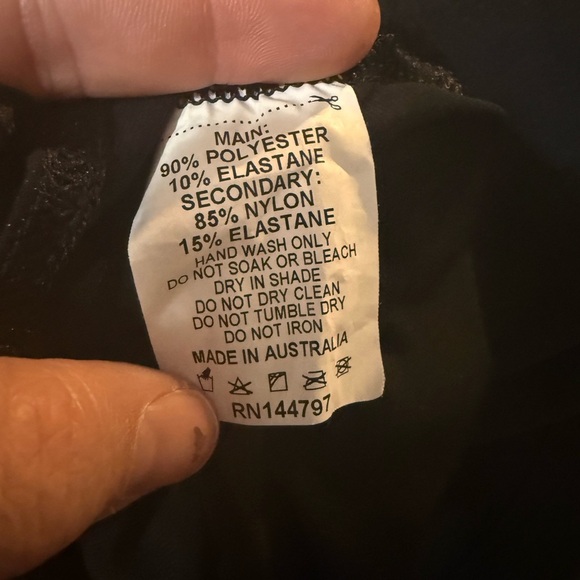 MAIN:
90% POLYESTER
10% ELASTANE
SECONDARY:
85% NYLON
15% ELASTANE
HAND WASH ONLY
DO NOT SOAK OR BLEACH
DRY IN SHADE
DO NOT DRY CLEAN
DO NOT TUMBLE DRY
DO NOT IRON
MADE IN AUSTRALIA
RN144797